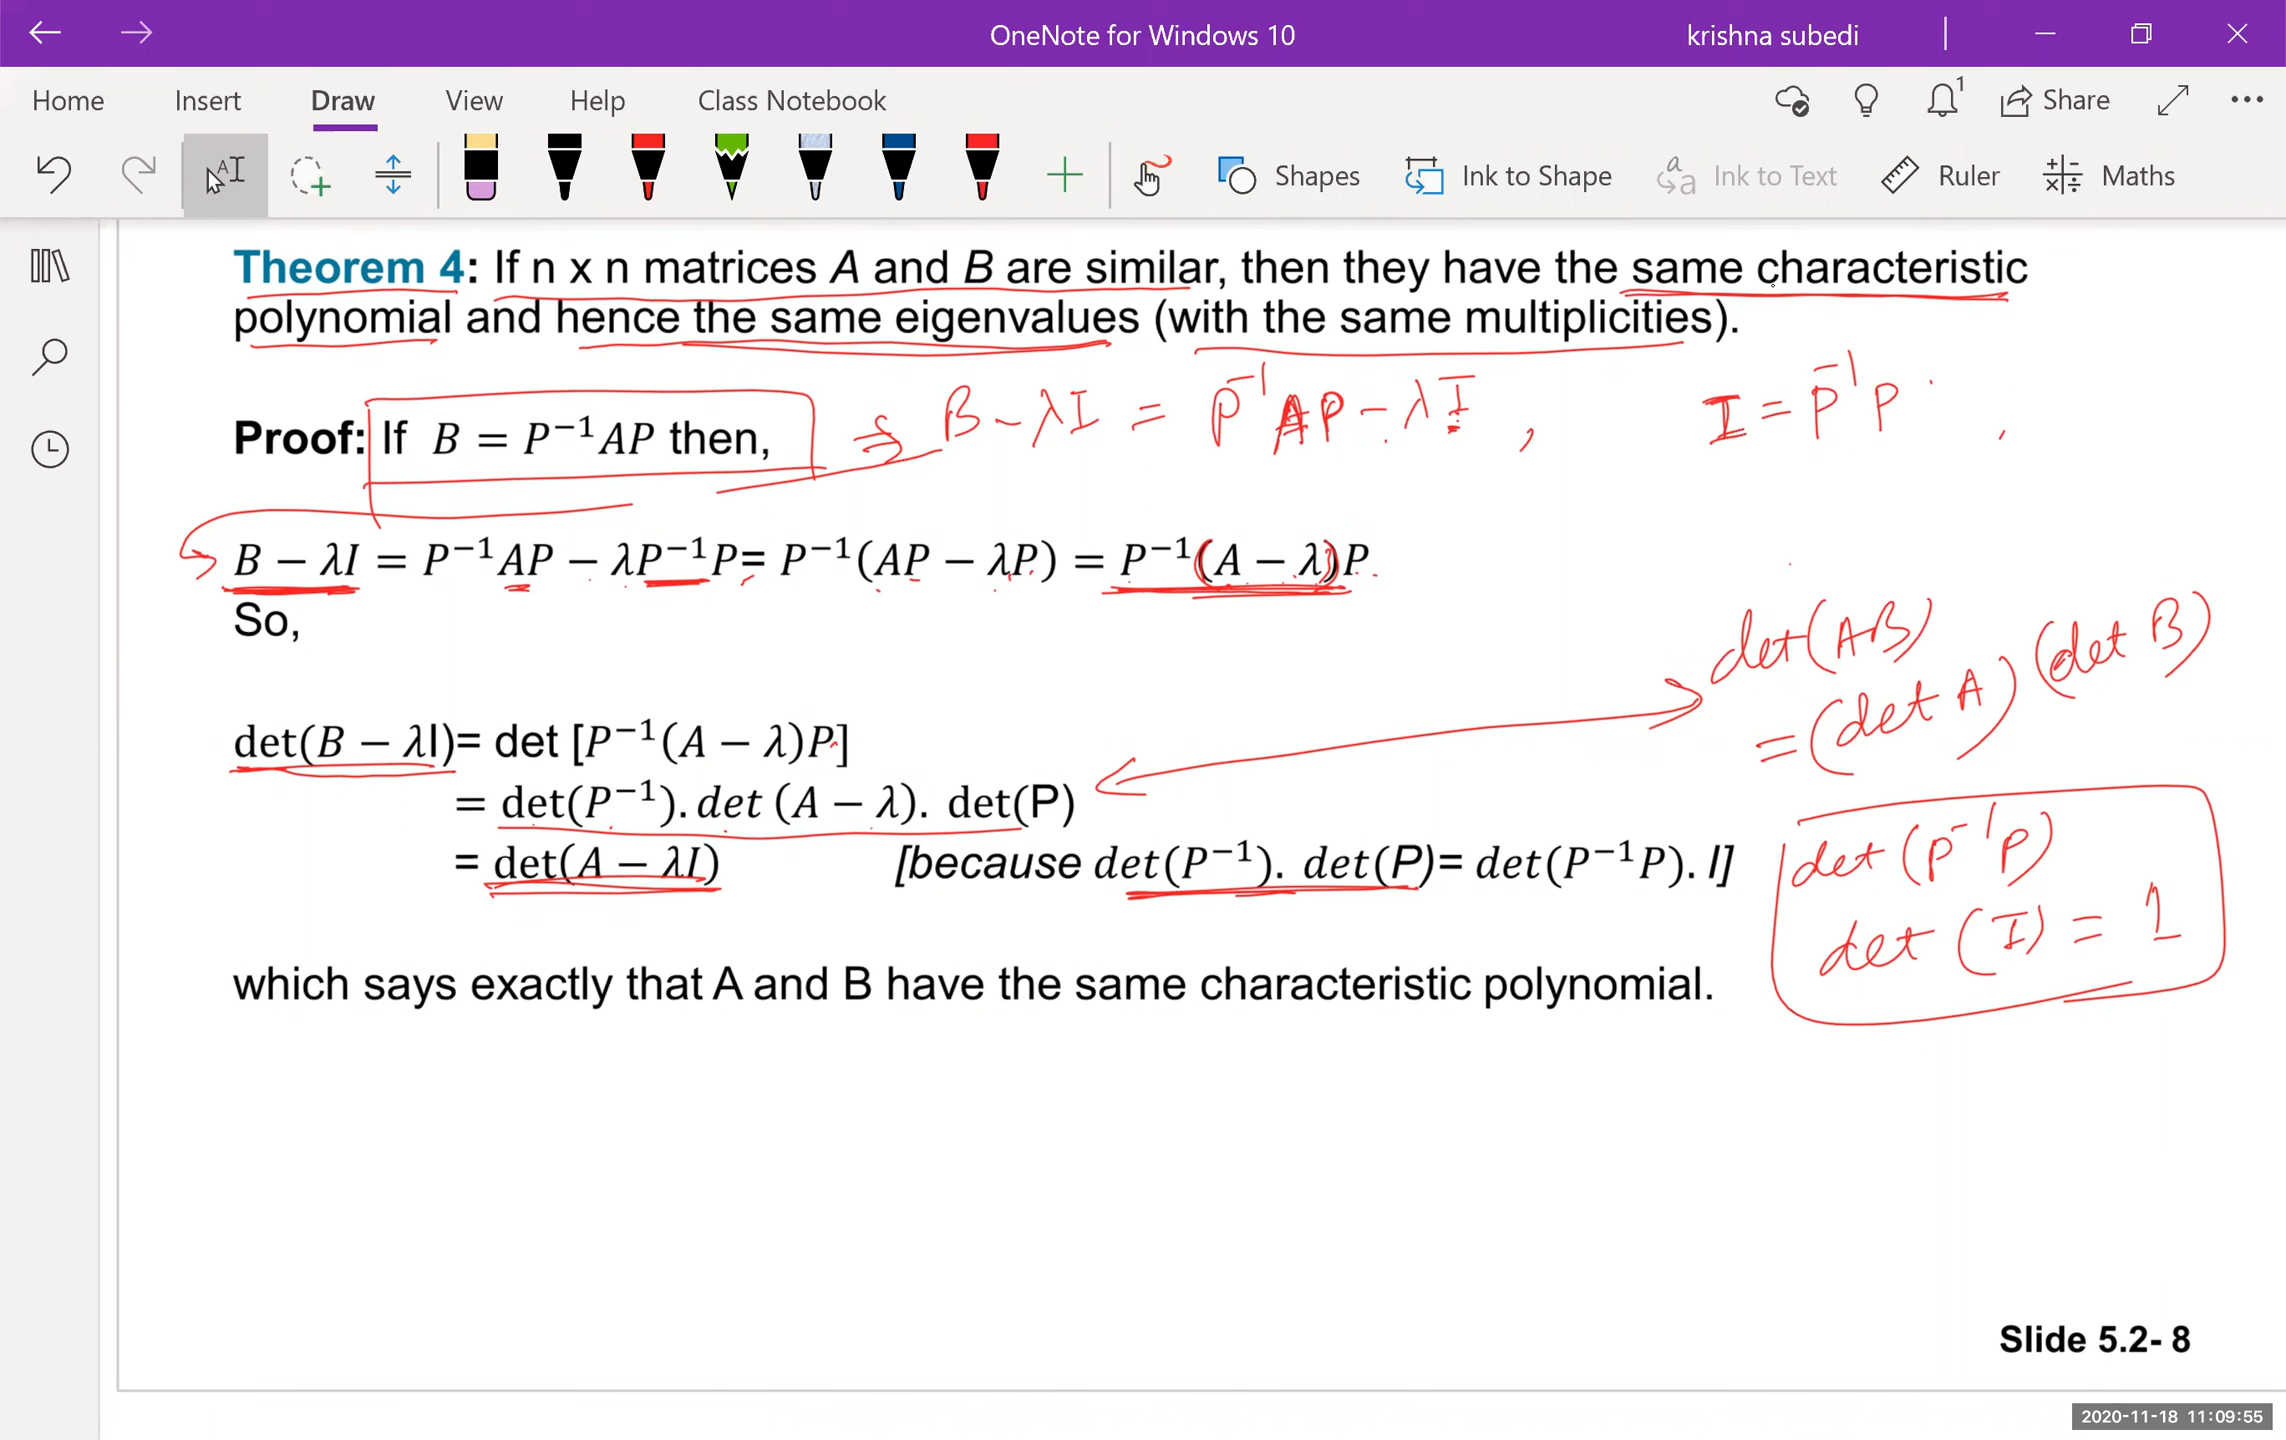 OneNote for Windows 10
krishna subedi
Home Insert Draw View Help Class Notebook 1 Share
Shapes Ink to Shape Ink to Text Ruler Maths
Theorem 4: If n x n matrices A and B are similar, then they have the same characteristic
polynomial and hence the same eigenvalues (with the same multiplicities).
Proof: If B = P⁻¹AP then, ⇒ B − λI = P⁻¹AP − λI , I = P⁻¹P .
B − λI = P⁻¹AP − λP⁻¹P= P⁻¹(AP − λP) = P⁻¹(A − λ)P
So,
det(AB)
= (det A) (det B)
det(B − λI)= det [P⁻¹(A − λ)P]
= det(P⁻¹). det (A − λ). det(P)
= det(A − λI) [because det(P⁻¹). det(P)= det(P⁻¹P). I]
det (P⁻¹P)
det (I) = 1
which says exactly that A and B have the same characteristic polynomial.
Slide 5.2- 8
2020-11-18 11:09:55